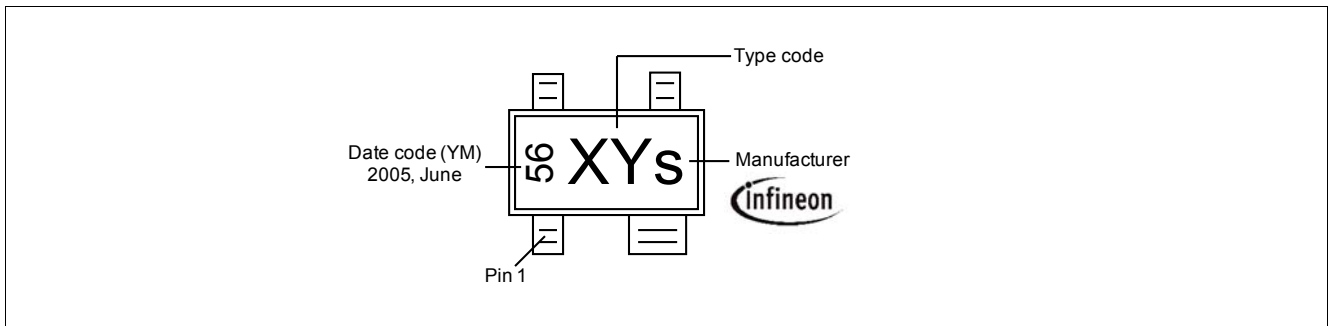 Type code
Date code (YM)
2005, June
56
XYs
Manufacturer
infineon
Pin 1